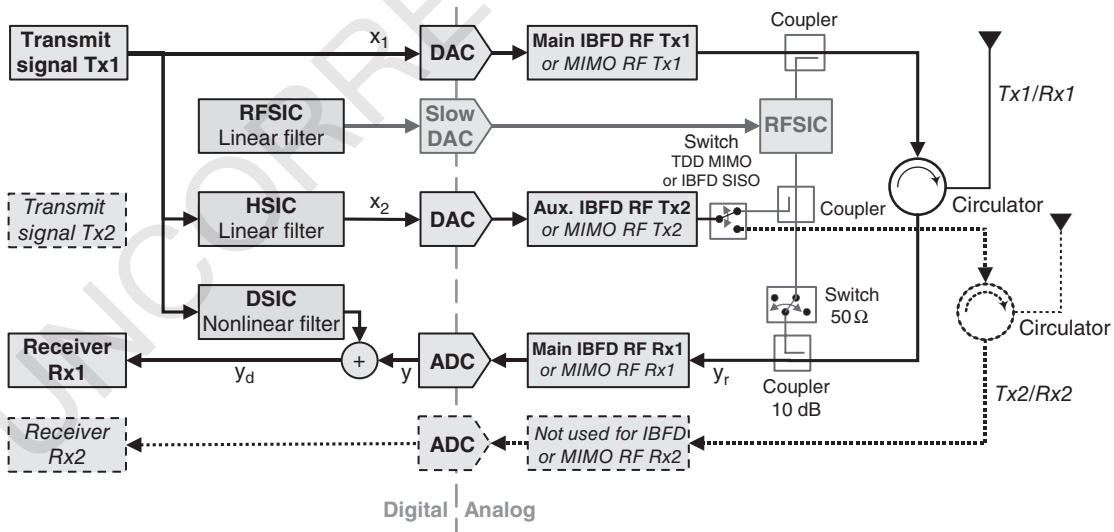 Coupler
Transmit
signal Tx1
x1
DAC
Main IBFD RF Tx1
or MIMO RF Tx1
Tx1/Rx1
RFSIC
Linear filter
Slow
DAC
RFSIC
Switch
TDD MIMO
or IBFD SISO
Transmit
signal Tx2
HSIC
Linear filter
x2
DAC
Aux. IBFD RF Tx2
or MIMO RF Tx2
Coupler
Circulator
DSIC
Nonlinear filter
Switch
50 Ω
Circulator
Receiver
Rx1
yd
+
y
ADC
Main IBFD RF Rx1
or MIMO RF Rx1
yr
Coupler
10 dB
Tx2/Rx2
Receiver
Rx2
ADC
Not used for IBFD
or MIMO RF Rx2
Digital
Analog
UNCORRE